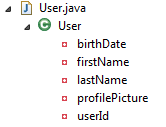 User.java
User
birthDate
firstName
lastName
profilePicture
userId